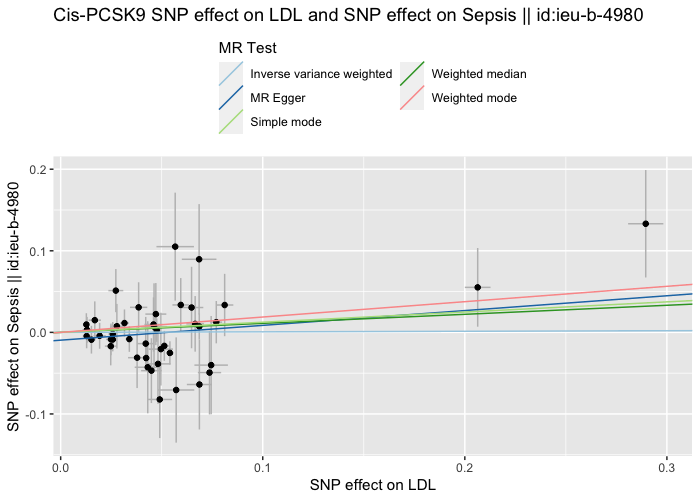 Cis-PCSK9 SNP effect on LDL and SNP effect on Sepsis || id:ieu-b-4980
MR Test
Inverse variance weighted
Weighted median
MR Egger
Weighted mode
Simple mode
SNP effect on Sepsis || id:ieu-b-4980
0.2
0.1
0.0
-0.1
0.0 0.1 0.2 0.3
SNP effect on LDL